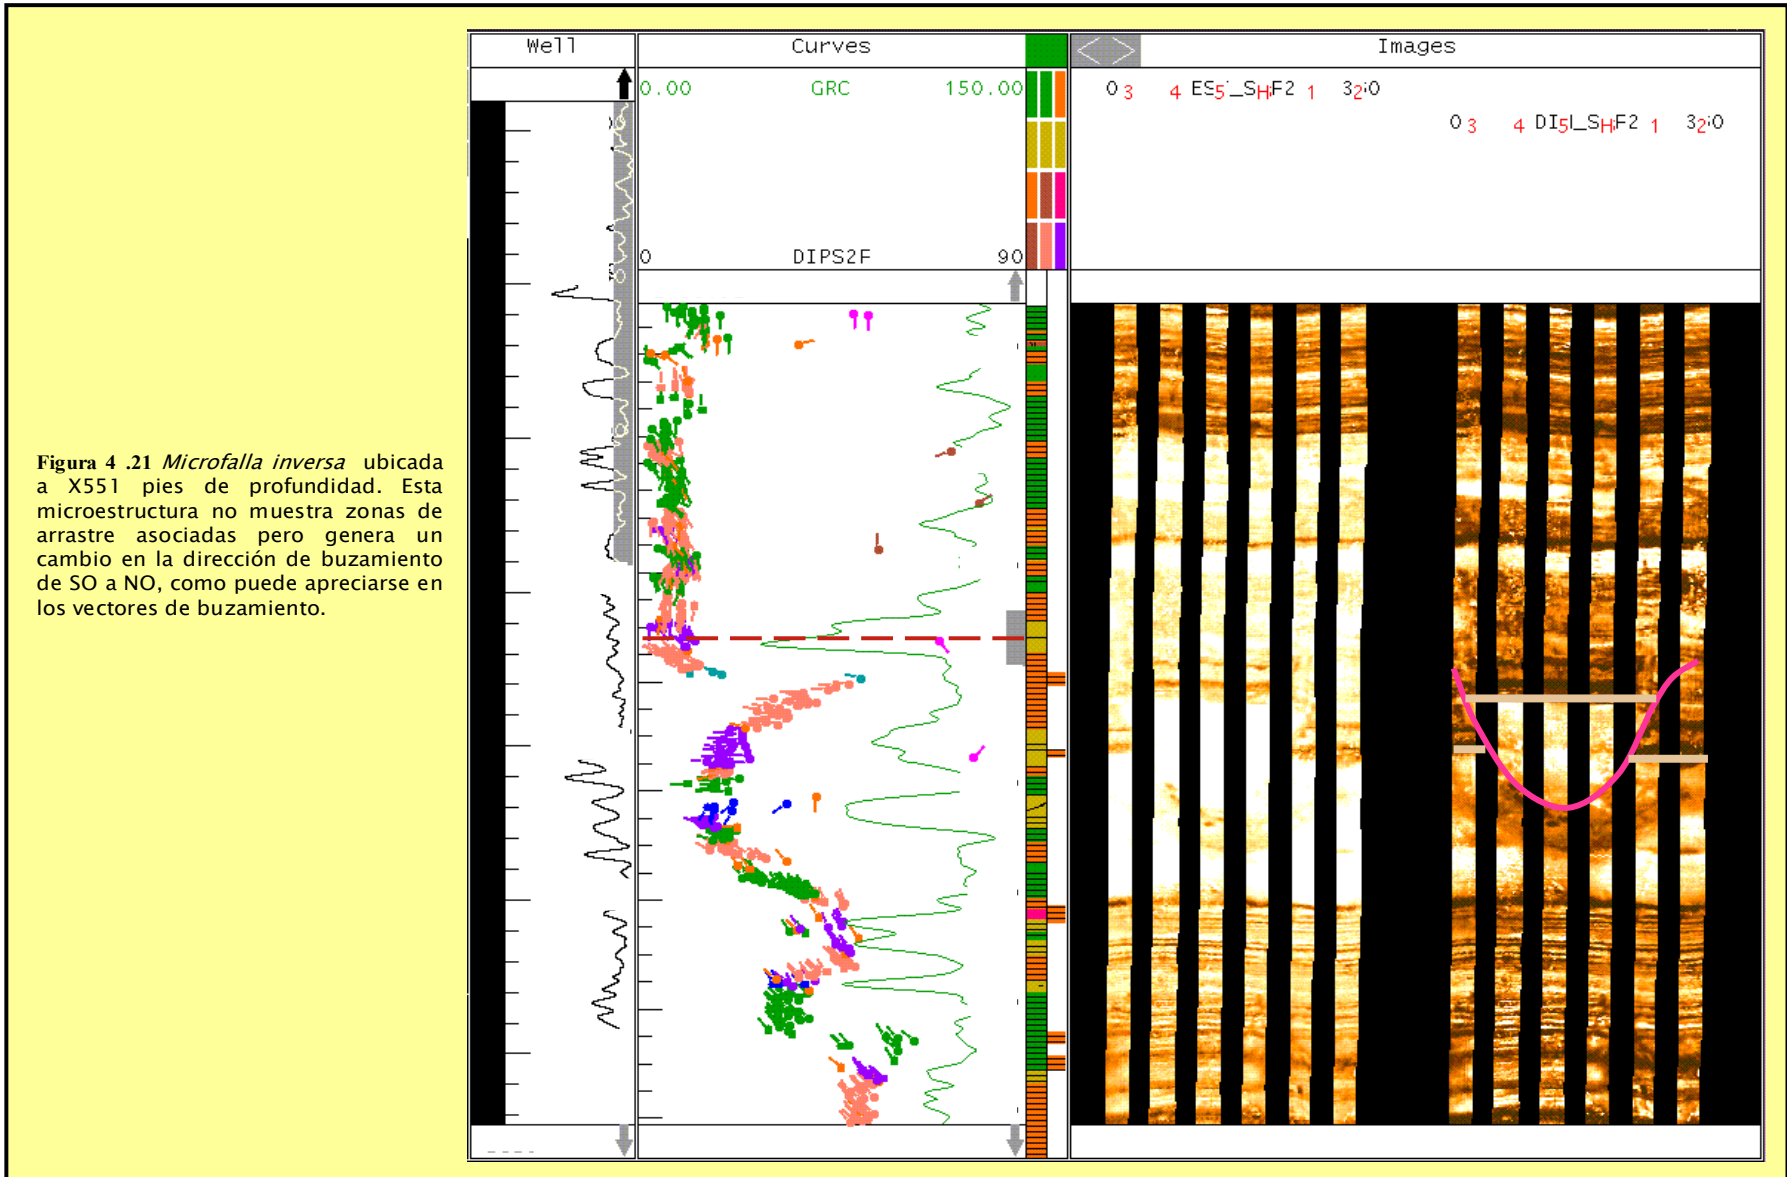 Well
Curves
Images
0.00 GRC 150.00
0 DIPS2F 90
Figura 4 .21 Microfalla inversa ubicada
a X551 pies de profundidad. Esta
microestructura no muestra zonas de
arrastre asociadas pero genera un
cambio en la dirección de buzamiento
de SO a NO, como puede apreciarse en
los vectores de buzamiento.